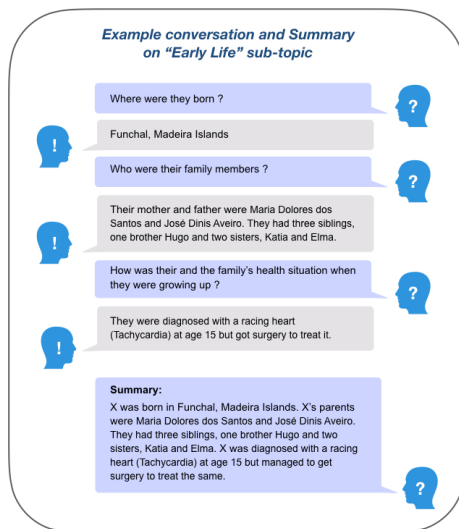 Example conversation and Summary
on “Early Life” sub-topic
Where were they born ?
?
!
Funchal, Madeira Islands
Who were their family members ?
?
!
Their mother and father were Maria Dolores dos
Santos and José Dinis Aveiro. They had three siblings,
one brother Hugo and two sisters, Katia and Elma.
How was their and the family’s health situation when
they were growing up ?
?
!
They were diagnosed with a racing heart
(Tachycardia) at age 15 but got surgery to treat it.
Summary:
X was born in Funchal, Madeira Islands. X’s parents
were Maria Dolores dos Santos and José Dinis Aveiro.
They had three siblings, one brother Hugo and two
sisters, Katia and Elma. X was diagnosed with a racing
heart (Tachycardia) at age 15 but managed to get
surgery to treat the same.
?